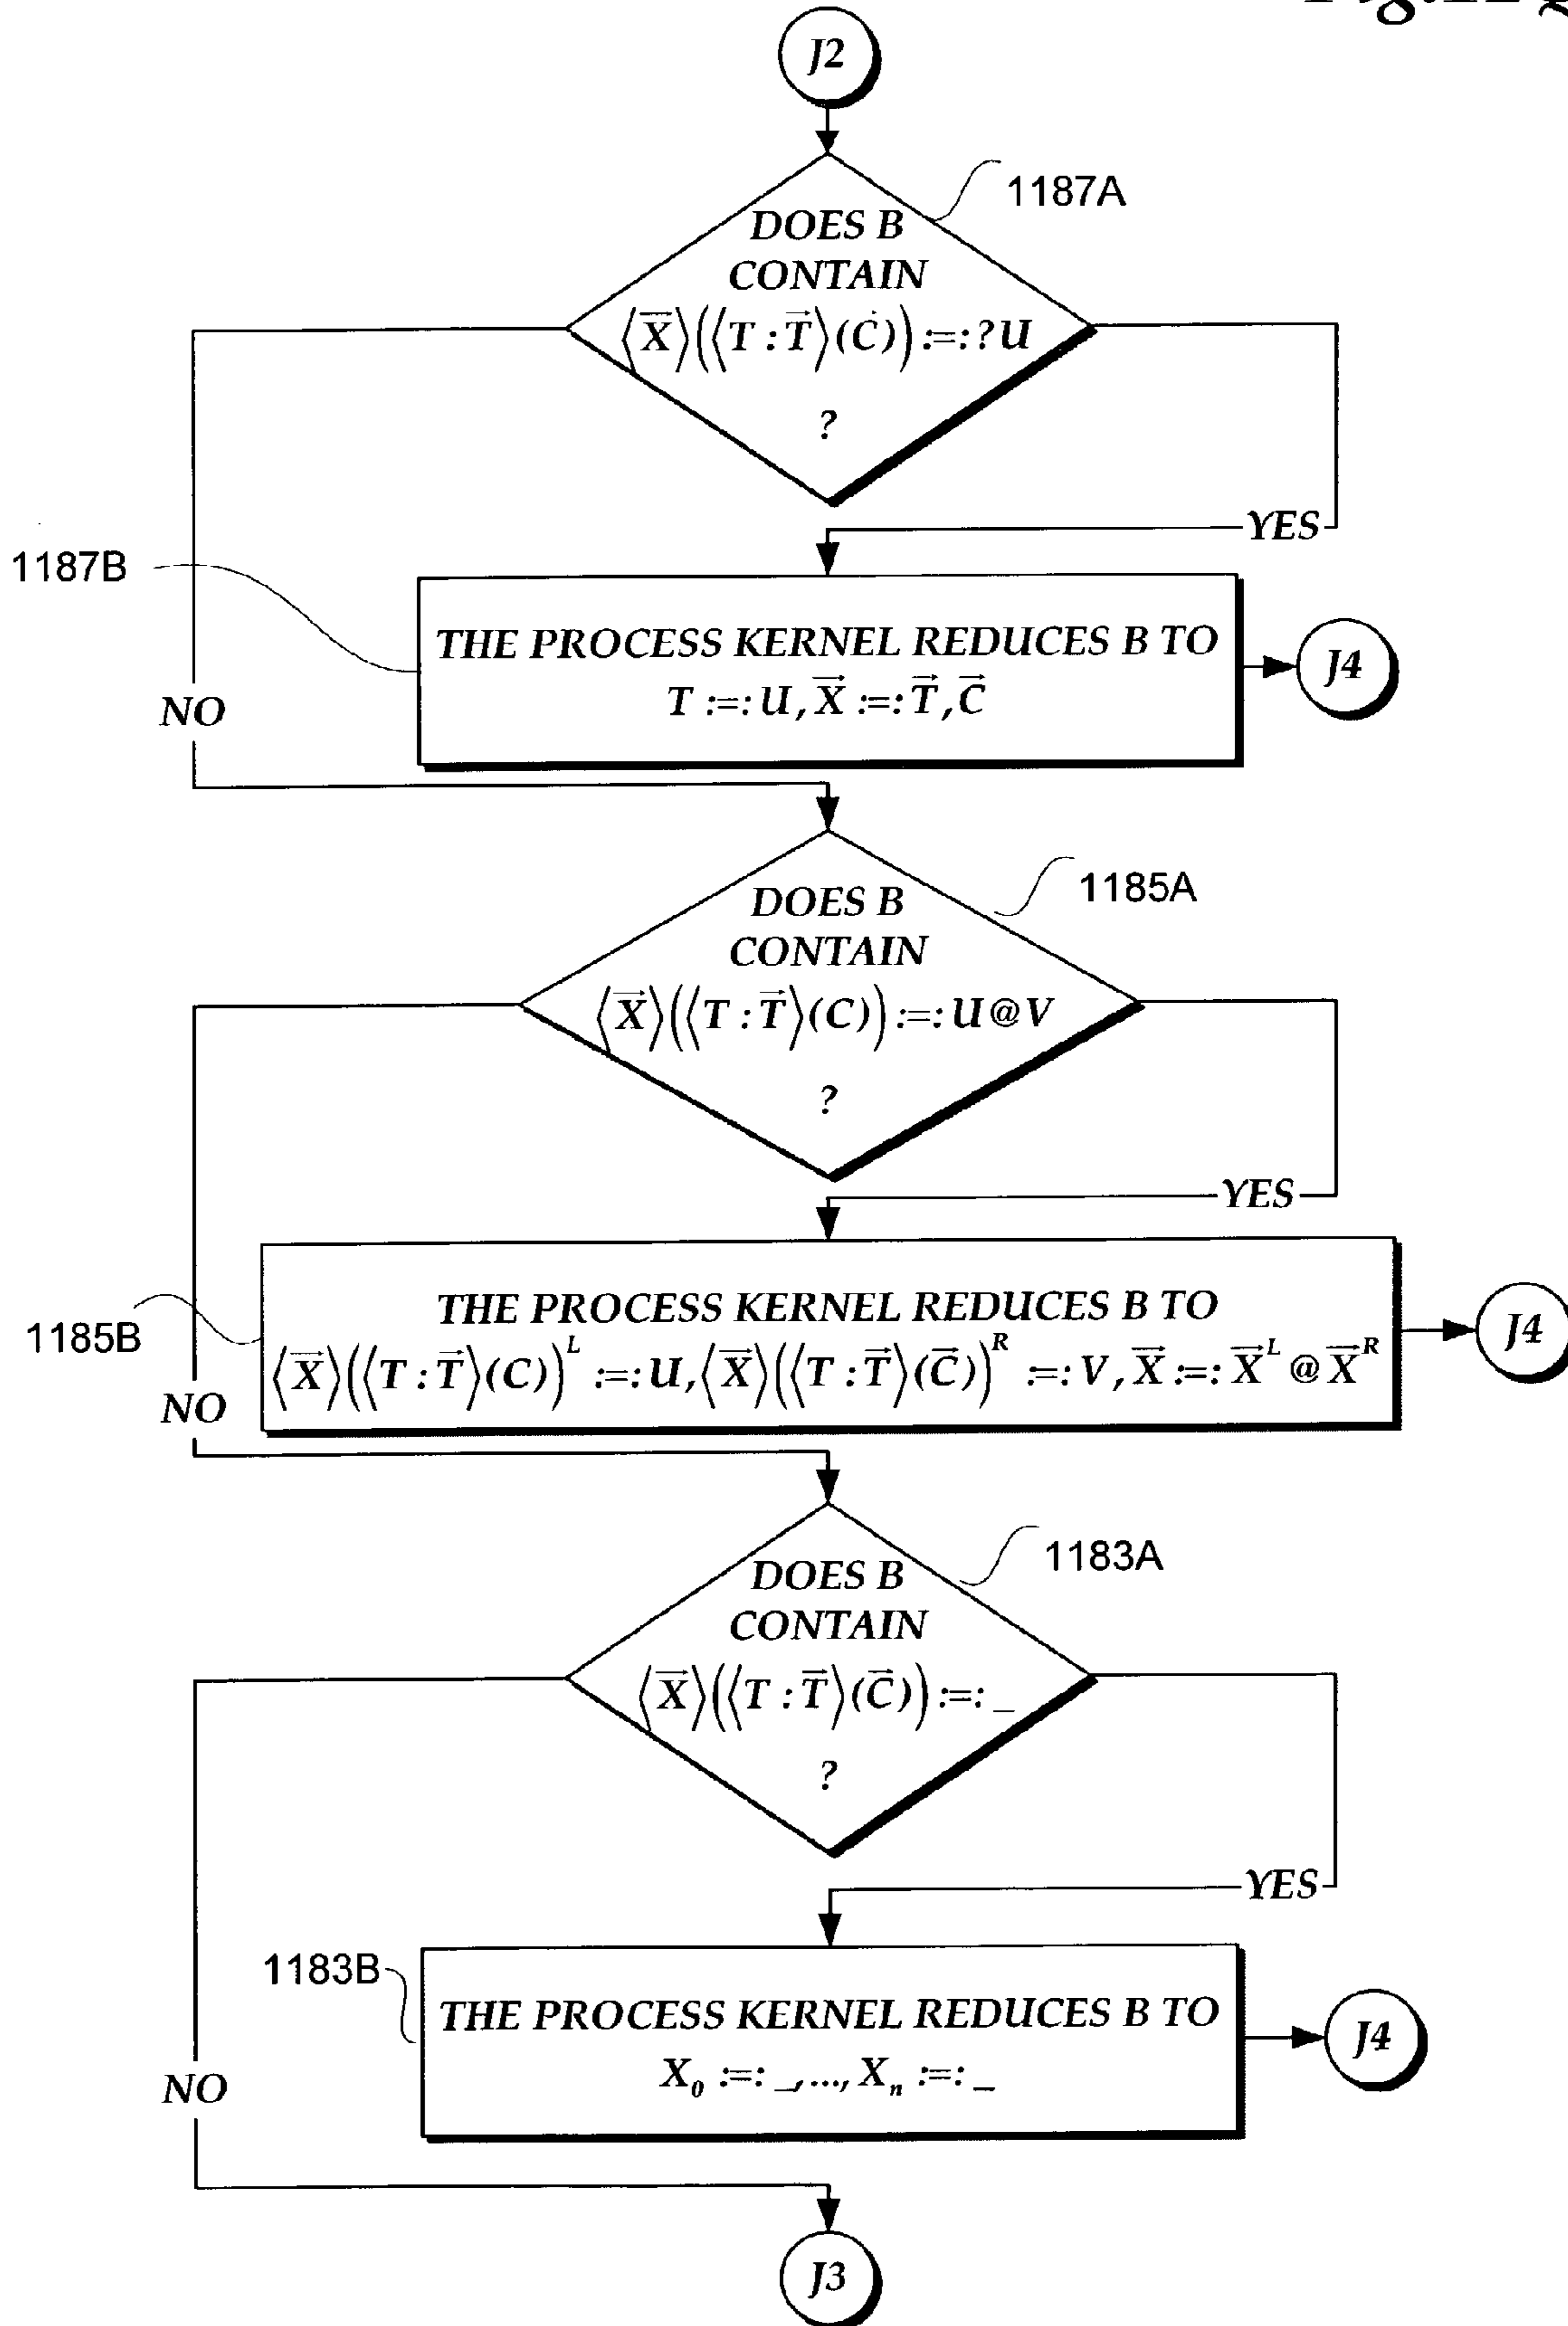 J2
1187A
DOES B
CONTAIN
⟨X⃗⟩(⟨T : T⃗⟩(Ċ)) :=: ? U
?
YES
1187B
THE PROCESS KERNEL REDUCES B TO
T :=: U, X⃗ :=: T⃗, C⃗
J4
NO
1185A
DOES B
CONTAIN
⟨X⃗⟩(⟨T : T⃗⟩(C)) :=: U @ V
?
YES
1185B
THE PROCESS KERNEL REDUCES B TO
⟨X⃗⟩(⟨T : T⃗⟩(C))ᴸ :=: U, ⟨X⃗⟩(⟨T : T⃗⟩(C⃗))ᴿ :=: V, X⃗ :=: X⃗ᴸ @ X⃗ᴿ
J4
NO
1183A
DOES B
CONTAIN
⟨X⃗⟩(⟨T : T⃗⟩(C⃗)) :=: _
?
YES
1183B
THE PROCESS KERNEL REDUCES B TO
X₀ :=: _,..., Xₙ :=: _
J4
NO
J3